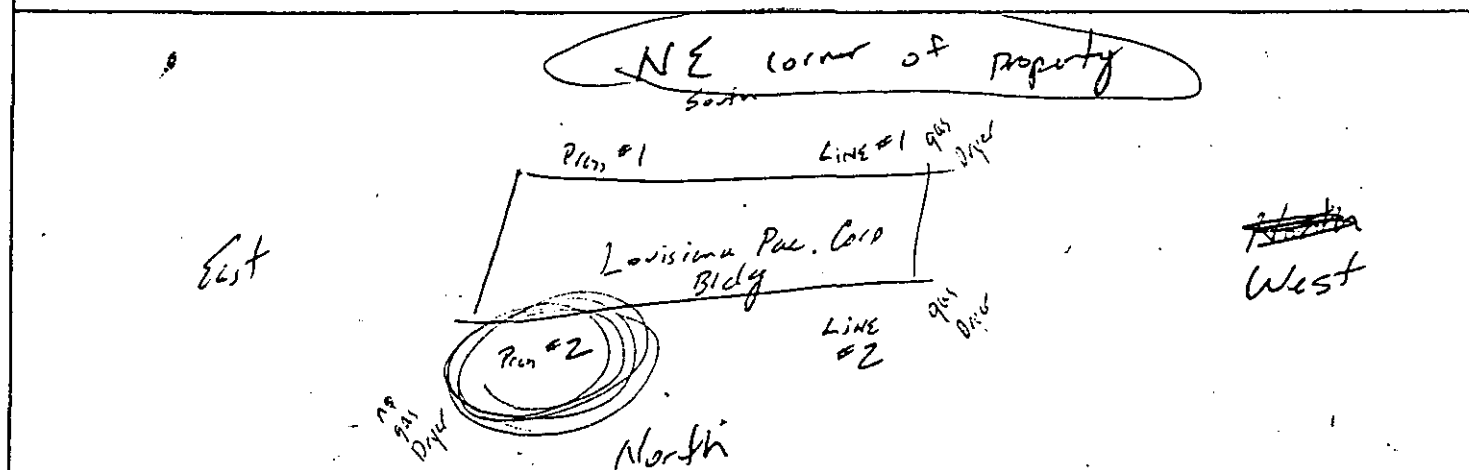 NE corner of property
South
Press #1 LINE #1 gas Dryer
East
Louisiana Pac. Corp
Bldg
West
Press #2
LINE #2
gas Dryer
no gas Dryer
North